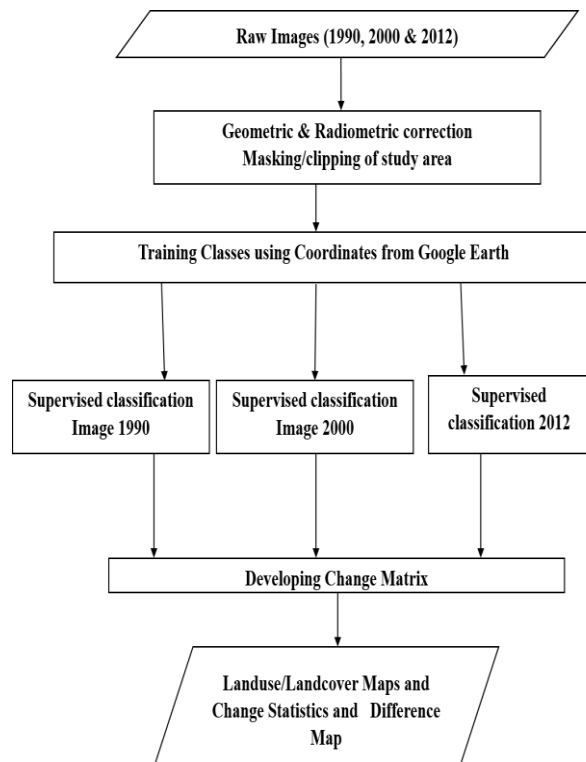 Raw Images (1990, 2000 & 2012)
Geometric & Radiometric correction
Masking/clipping of study area
Training Classes using Coordinates from Google Earth
Supervised classification
Image 1990
Supervised classification
Image 2000
Supervised
classification 2012
Developing Change Matrix
Landuse/Landcover Maps and
Change Statistics and Difference
Map